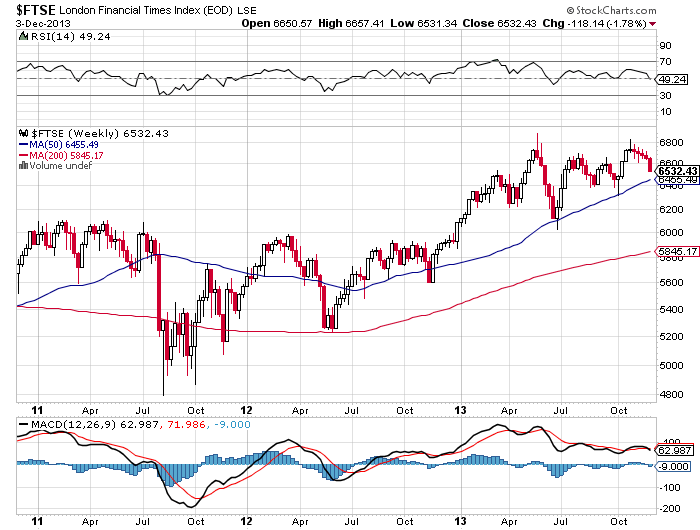 $FTSE London Financial Times Index (EOD) LSE © StockCharts.com
3-Dec-2013 Open 6650.57 High 6657.41 Low 6531.34 Close 6532.43 Chg -118.14 (-1.78%)
RSI(14) 49.24
90
70
49.24
30
10
$FTSE (Weekly) 6532.43
MA(50) 6455.49
MA(200) 5845.17
Volume undef
6800
6600
6532.43
6455.49
6400
6200
6000
5845.17
5800
5600
5400
5200
5000
4800
11 Apr Jul Oct 12 Apr Jul Oct 13 Apr Jul Oct
MACD(12,26,9) 62.987, 71.986, -9.000
100
62.987
-9.000
-100
-200
11 Apr Jul Oct 12 Apr Jul Oct 13 Apr Jul Oct